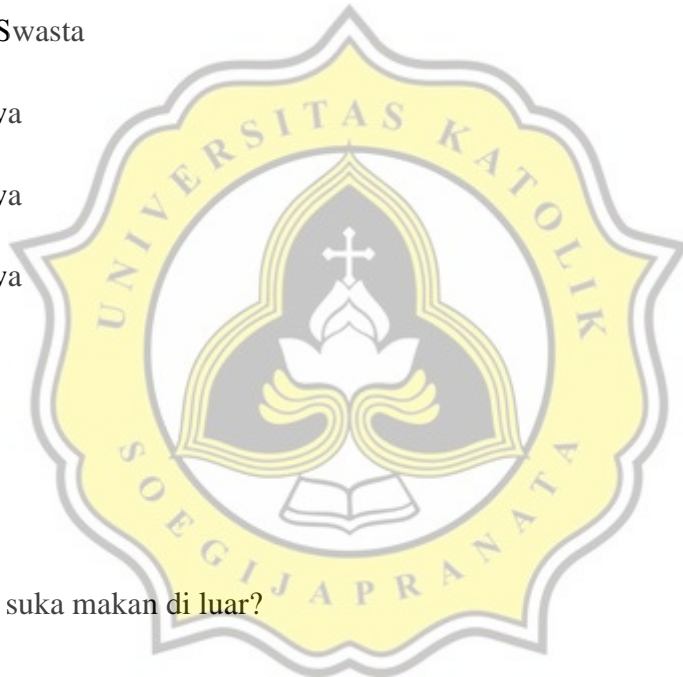 Swasta
ya
ya
ya
UNIVERSITAS KATOLIK
SOEGIJAPRANATA
suka makan di luar?